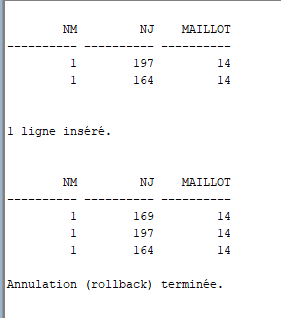 NM NJ MAILLOT
---------- ---------- ----------
1 197 14
1 164 14
1 ligne inséré.
NM NJ MAILLOT
---------- ---------- ----------
1 169 14
1 197 14
1 164 14
Annulation (rollback) terminée.